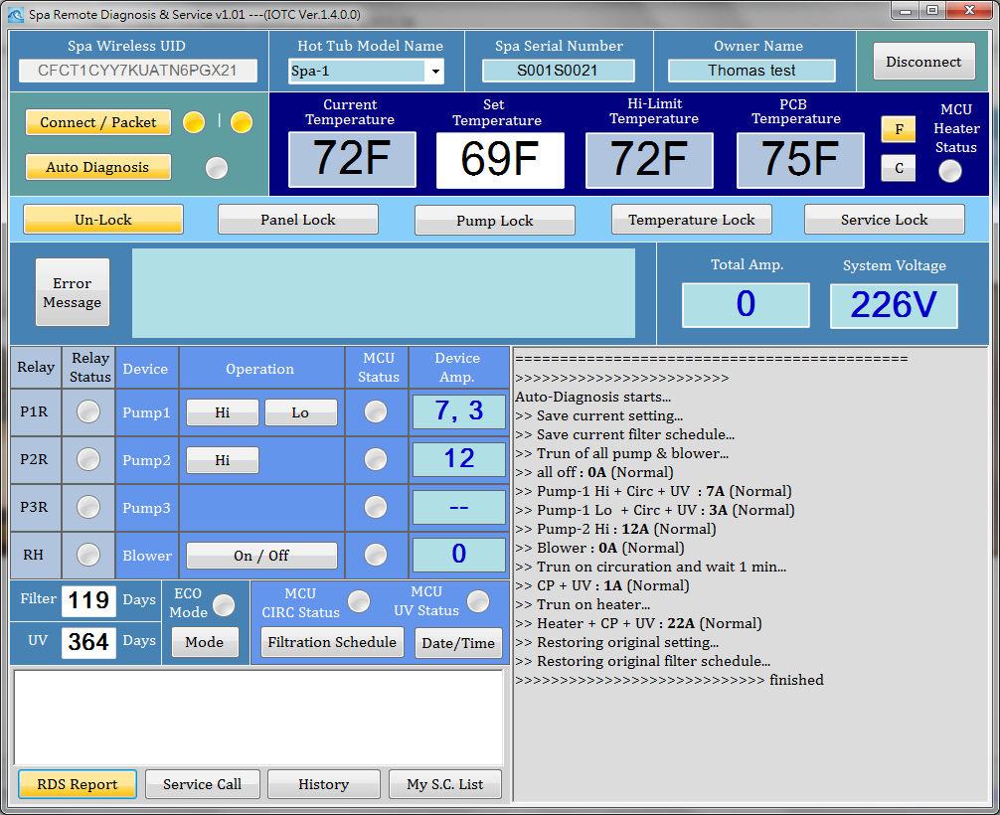 Spa Remote Diagnosis & Service v1.01 ---(IOTC Ver.1.4.0.0)
Spa Wireless UID
CFCT1CYY7KUATN6PGX21
Hot Tub Model Name
Spa-1
Spa Serial Number
S001S0021
Owner Name
Thomas test
Disconnect
Connect / Packet
|
Auto Diagnosis
Current
Temperature
72F
Set
Temperature
69F
Hi-Limit
Temperature
72F
PCB
Temperature
75F
F
C
MCU
Heater
Status
Un-Lock
Panel Lock
Pump Lock
Temperature Lock
Service Lock
Error
Message
Total Amp.
0
System Voltage
226V
Relay
Relay
Status
Device
Operation
MCU
Status
Device
Amp.
P1R
Pump1
Hi
Lo
7, 3
P2R
Pump2
Hi
12
P3R
Pump3
--
RH
Blower
On / Off
0
Filter
119
Days
UV
364
Days
ECO
Mode
Mode
MCU
CIRC Status
MCU
UV Status
Filtration Schedule
Date/Time
RDS Report
Service Call
History
My S.C. List
============================================
>>>>>>>>>>>>>>>>>>>>>>>>
Auto-Diagnosis starts...
>> Save current setting...
>> Save current filter schedule...
>> Trun of all pump & blower...
>> all off : 0A (Normal)
>> Pump-1 Hi + Circ + UV  : 7A (Normal)
>> Pump-1 Lo  + Circ + UV : 3A (Normal)
>> Pump-2 Hi : 12A (Normal)
>> Blower : 0A (Normal)
>> Trun on circuration and wait 1 min...
>> CP + UV : 1A (Normal)
>> Trun on heater...
>> Heater + CP + UV : 22A (Normal)
>> Restoring original setting...
>> Restoring original filter schedule...
>>>>>>>>>>>>>>>>>>>>>>>>>>>> finished